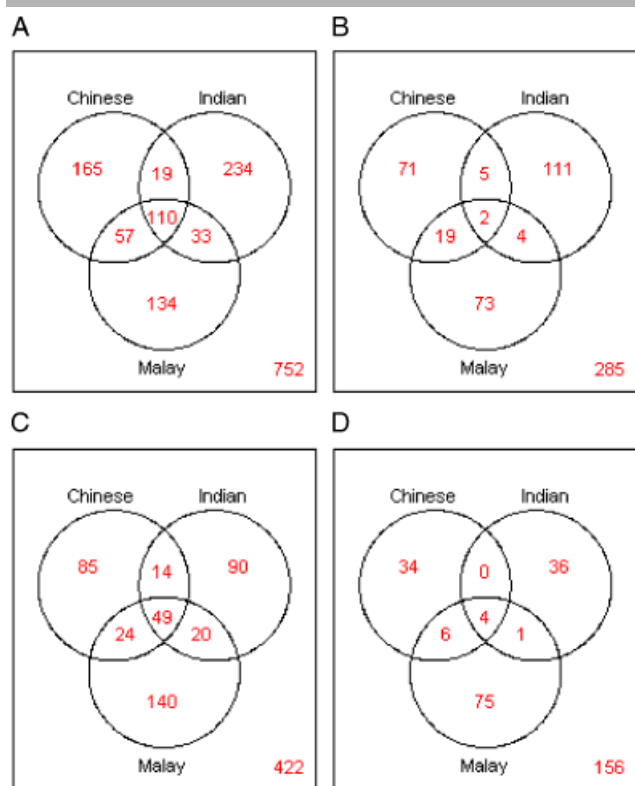 A B
Chinese Indian Chinese Indian
165 19 234 71 5 111
110 2
57 33 19 4
134 73
Malay 752 Malay 285
C D
Chinese Indian Chinese Indian
85 14 90 34 0 36
49 4
24 20 6 1
140 75
Malay 422 Malay 156